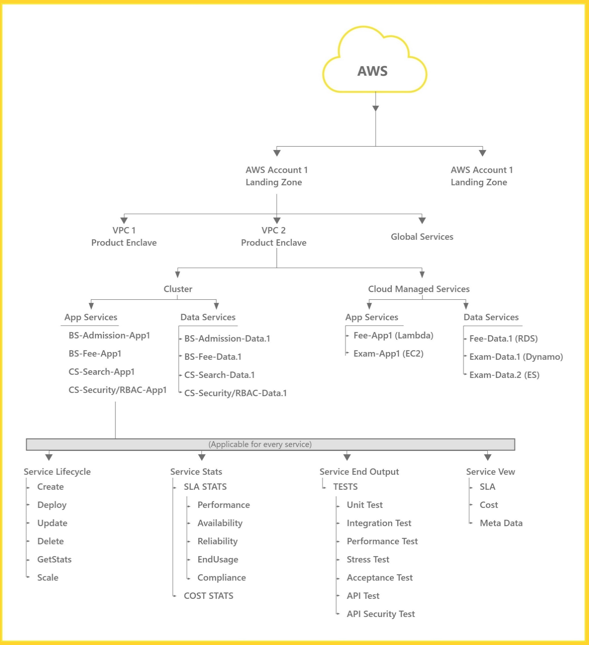 AWS
AWS Account 1
Landing Zone
AWS Account 1
Landing Zone
VPC 1
Product Enclave
VPC 2
Product Enclave
Global Services
Cluster
Cloud Managed Services
App Services
BS-Admission-App1
BS-Fee-App1
CS-Search-App1
CS-Security/RBAC-App1
Data Services
BS-Admission-Data.1
BS-Fee-Data.1
CS-Search-Data.1
CS-Security/RBAC-Data.1
App Services
Fee-App1 (Lambda)
Exam-App1 (EC2)
Data Services
Fee-Data.1 (RDS)
Exam-Data.1 (Dynamo)
Exam-Data.2 (ES)
(Applicable for every service)
Service Lifecycle
Create
Deploy
Update
Delete
GetStats
Scale
Service Stats
SLA STATS
Performance
Availability
Reliability
EndUsage
Compliance
COST STATS
Service End Output
TESTS
Unit Test
Integration Test
Performance Test
Stress Test
Acceptance Test
API Test
API Security Test
Service Vew
SLA
Cost
Meta Data